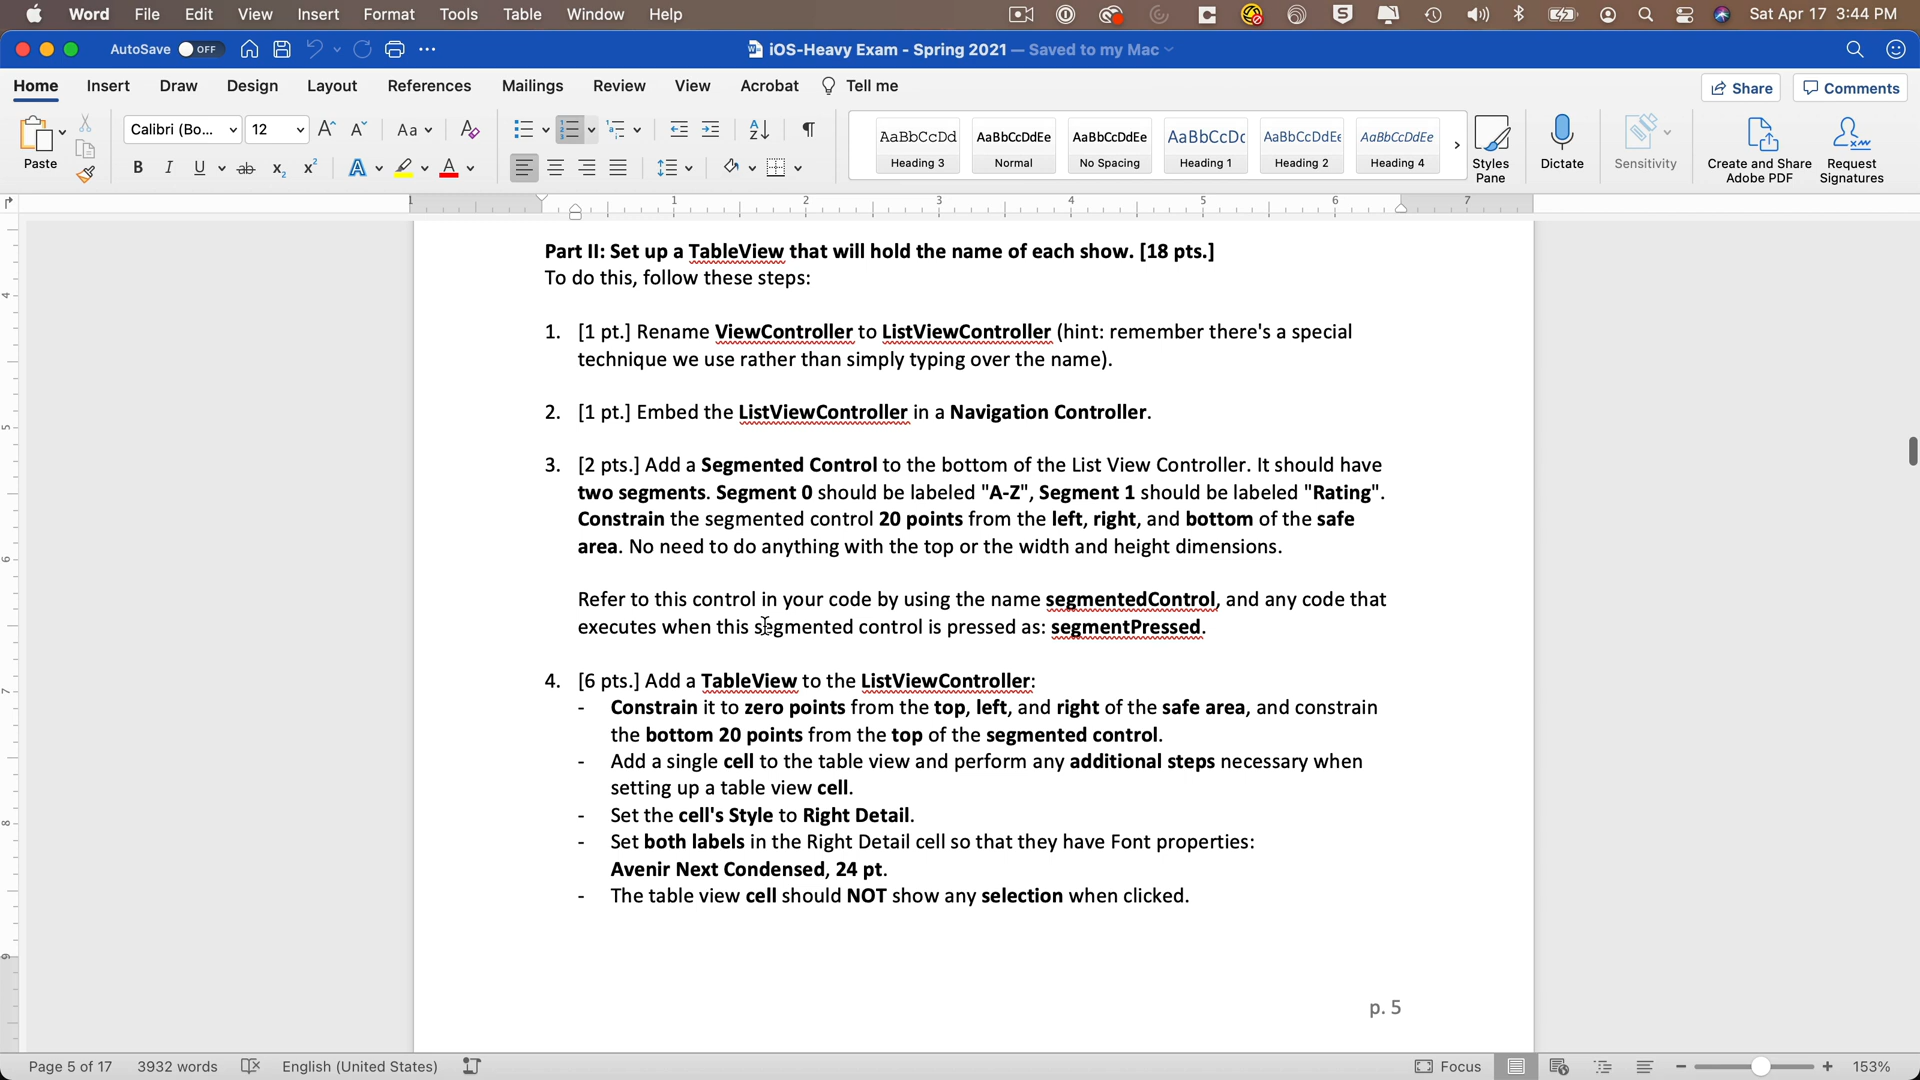 Word File Edit View Insert Format Tools Table Window Help Sat Apr 17 3:44 PM
AutoSave OFF iOS-Heavy Exam - Spring 2021 — Saved to my Mac
Home Insert Draw Design Layout References Mailings Review View Acrobat Tell me Share Comments
Calibri (Bo... 12
Paste
AaBbCcDd AaBbCcDdEe AaBbCcDdEe AaBbCcDc AaBbCcDdEe AaBbCcDdEe
Heading 3 Normal No Spacing Heading 1 Heading 2 Heading 4
Styles Pane Dictate Sensitivity Create and Share Adobe PDF Request Signatures
1 1 2 3 4 5 6 7
Part II: Set up a TableView that will hold the name of each show. [18 pts.]
To do this, follow these steps:
1. [1 pt.] Rename ViewController to ListViewController (hint: remember there's a special
technique we use rather than simply typing over the name).
2. [1 pt.] Embed the ListViewController in a Navigation Controller.
3. [2 pts.] Add a Segmented Control to the bottom of the List View Controller. It should have
two segments. Segment 0 should be labeled "A-Z", Segment 1 should be labeled "Rating".
Constrain the segmented control 20 points from the left, right, and bottom of the safe
area. No need to do anything with the top or the width and height dimensions.
Refer to this control in your code by using the name segmentedControl, and any code that
executes when this segmented control is pressed as: segmentPressed.
4. [6 pts.] Add a TableView to the ListViewController:
- Constrain it to zero points from the top, left, and right of the safe area, and constrain
the bottom 20 points from the top of the segmented control.
- Add a single cell to the table view and perform any additional steps necessary when
setting up a table view cell.
- Set the cell's Style to Right Detail.
- Set both labels in the Right Detail cell so that they have Font properties:
Avenir Next Condensed, 24 pt.
- The table view cell should NOT show any selection when clicked.
p. 5
Page 5 of 17 3932 words English (United States) Focus 153%